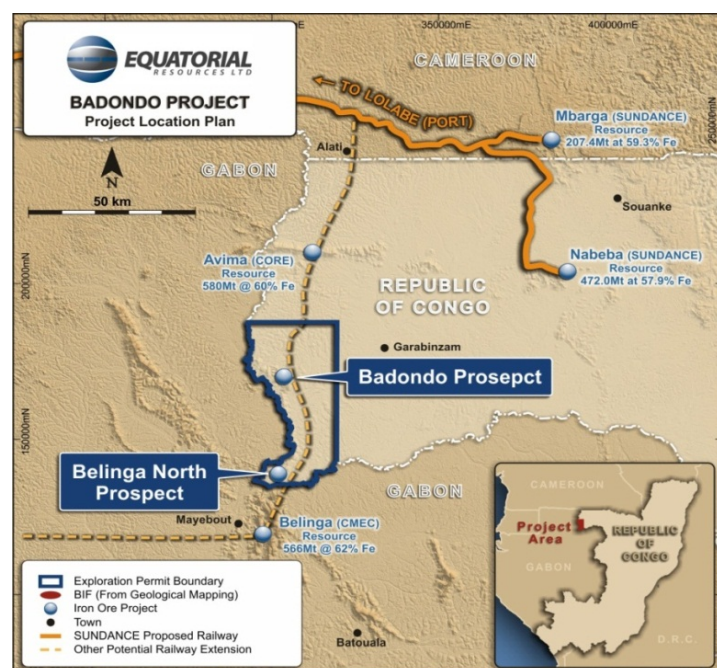 EQUATORIAL
RESOURCES LTD
BADONDO PROJECT
Project Location Plan
350000mE
400000mE
CAMEROON
250000mN
TO LOLABE (PORT)
Mbarga (SUNDANCE)
Resource
207.4Mt at 59.3% Fe
Alati
GABON
N
50 km
Souanke
Avima (CORE)
Resource
580Mt @ 60% Fe
Nabeba (SUNDANCE)
Resource
472.0Mt at 57.9% Fe
200000mN
REPUBLIC
OF CONGO
Garabinzam
Badondo Prosepct
150000mN
Belinga North
Prospect
GABON
Mayebout
Belinga (CMEC)
Resource
566Mt @ 62% Fe
Exploration Permit Boundary
BIF (From Geological Mapping)
Iron Ore Project
Town
SUNDANCE Proposed Railway
Other Potential Railway Extension
Batouala
CAMEROON
Project
Area
REPUBLIC
OF
CONGO
GABON
D.R.C.